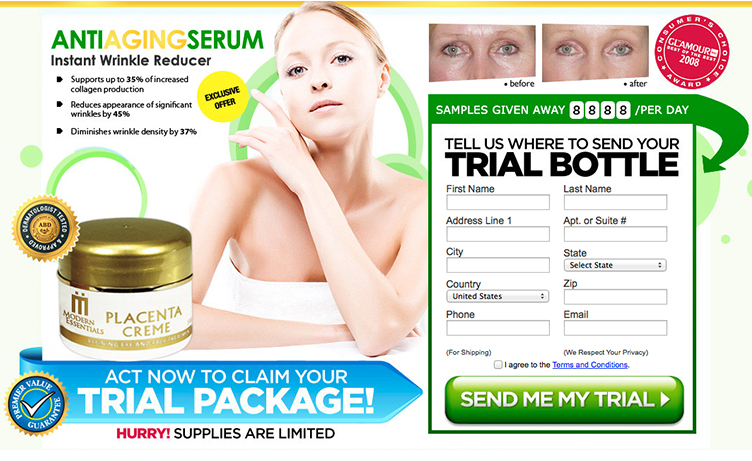 ANTIAGINGSERUM
Instant Wrinkle Reducer
Supports up to 35% of increased
collagen production
Reduces appearance of significant
wrinkles by 45%
Diminishes wrinkle density by 37%
EXCLUSIVE
OFFER
• before
• after
CONSUMER'S CHOICE
GLAMOUR
BEST OF THE BEST
2008
AWARD
SAMPLES GIVEN AWAY 8888 /PER DAY
TELL US WHERE TO SEND YOUR
TRIAL BOTTLE
First Name Last Name
Address Line 1 Apt. or Suite #
City State
Select State
Country Zip
United States
Phone Email
(For Shipping) (We Respect Your Privacy)
I agree to the Terms and Conditions.
SEND ME MY TRIAL
DERMATOLOGIST TESTED
ABD
& APPROVED
m
MODERN
ESSENTIALS
PLACENTA
CREME
PREMIER VALUE
GUARANTEE
ACT NOW TO CLAIM YOUR
TRIAL PACKAGE!
HURRY! SUPPLIES ARE LIMITED